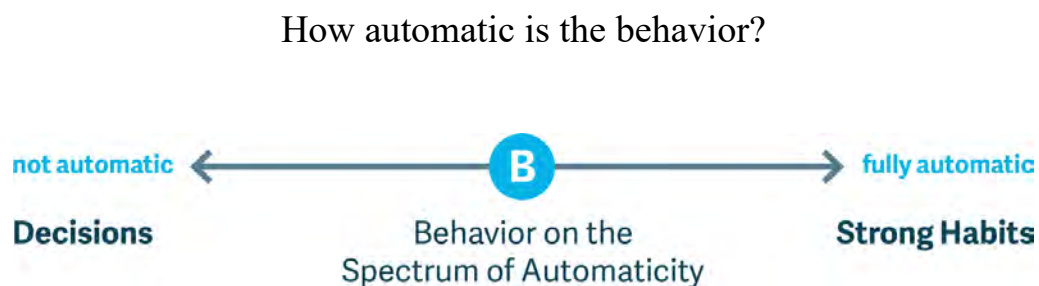 How automatic is the behavior?
not automatic
B
fully automatic
Decisions
Behavior on the
Spectrum of Automaticity
Strong Habits